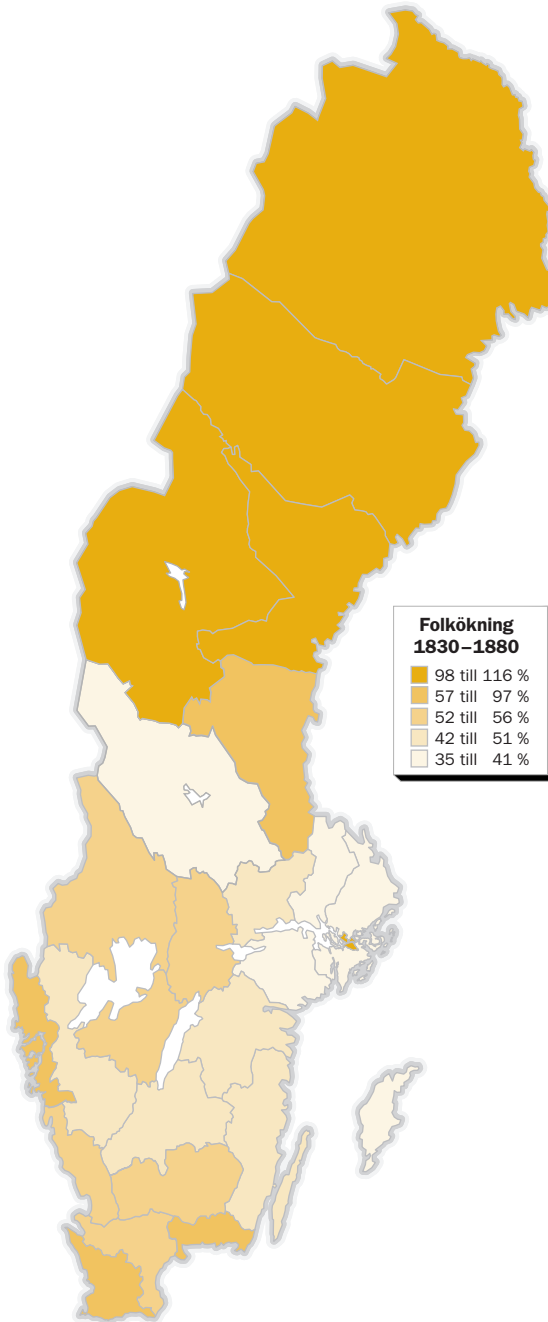 Folkökning
1830–1880
98 till 116 %
57 till 97 %
52 till 56 %
42 till 51 %
35 till 41 %